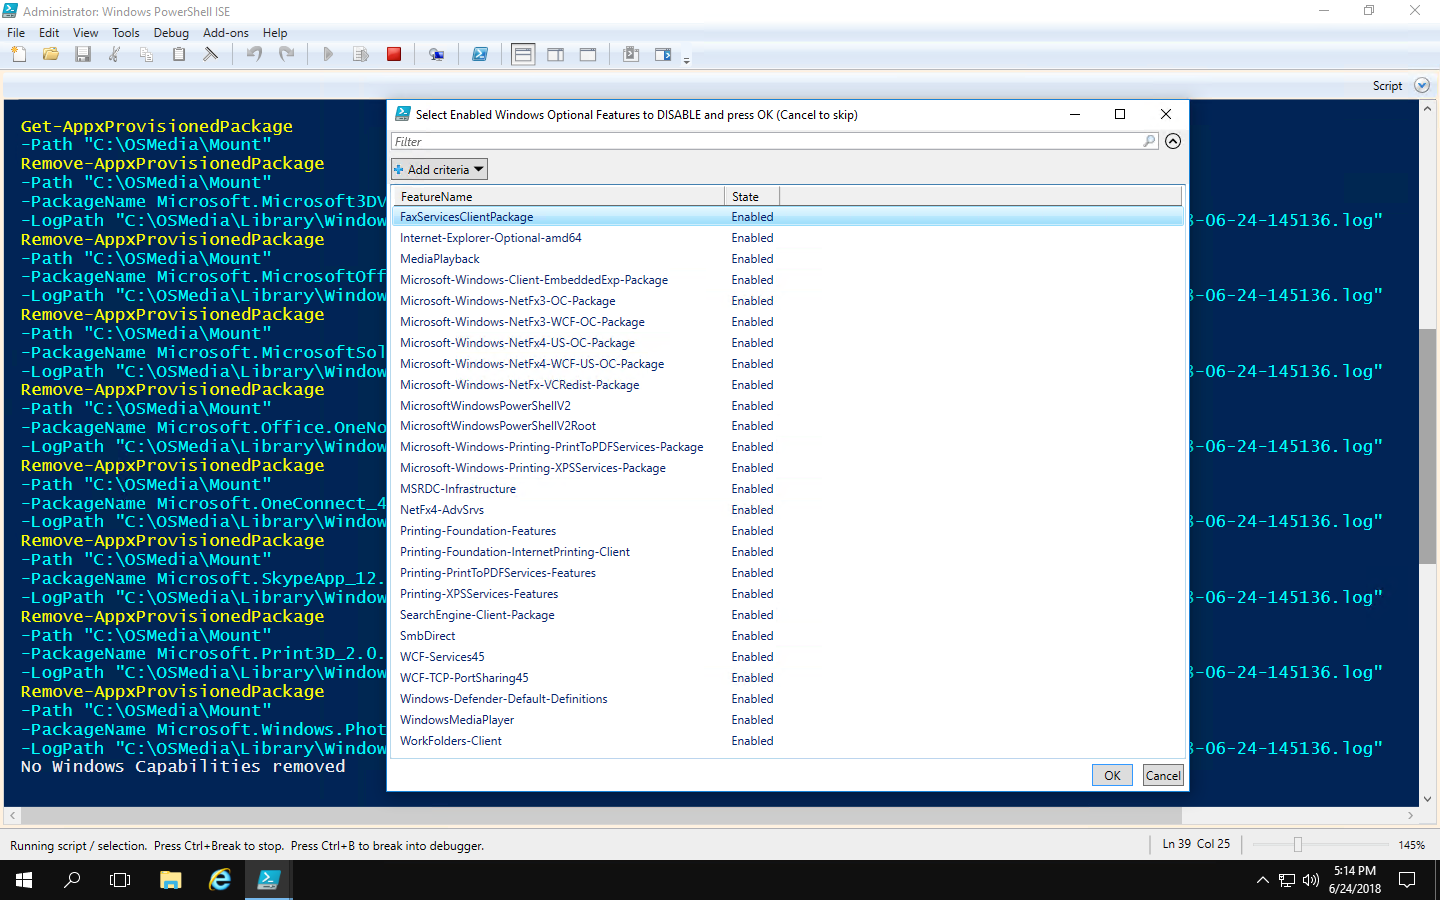 Administrator: Windows PowerShell ISE
File Edit View Tools Debug Add-ons Help
Script
Get-AppxProvisionedPackage
-Path "C:\OSMedia\Mount"
Remove-AppxProvisionedPackage
-Path "C:\OSMedia\Mount"
-PackageName Microsoft.Microsoft3DV
-LogPath "C:\OSMedia\Library\Window 3-06-24-145136.log"
Remove-AppxProvisionedPackage
-Path "C:\OSMedia\Mount"
-PackageName Microsoft.MicrosoftOff
-LogPath "C:\OSMedia\Library\Window 3-06-24-145136.log"
Remove-AppxProvisionedPackage
-Path "C:\OSMedia\Mount"
-PackageName Microsoft.MicrosoftSol
-LogPath "C:\OSMedia\Library\Window 3-06-24-145136.log"
Remove-AppxProvisionedPackage
-Path "C:\OSMedia\Mount"
-PackageName Microsoft.Office.OneNo
-LogPath "C:\OSMedia\Library\Window 3-06-24-145136.log"
Remove-AppxProvisionedPackage
-Path "C:\OSMedia\Mount"
-PackageName Microsoft.OneConnect_4
-LogPath "C:\OSMedia\Library\Window 3-06-24-145136.log"
Remove-AppxProvisionedPackage
-Path "C:\OSMedia\Mount"
-PackageName Microsoft.SkypeApp_12.
-LogPath "C:\OSMedia\Library\Window 3-06-24-145136.log"
Remove-AppxProvisionedPackage
-Path "C:\OSMedia\Mount"
-PackageName Microsoft.Print3D_2.0.
-LogPath "C:\OSMedia\Library\Window 3-06-24-145136.log"
Remove-AppxProvisionedPackage
-Path "C:\OSMedia\Mount"
-PackageName Microsoft.Windows.Phot
-LogPath "C:\OSMedia\Library\Window 3-06-24-145136.log"
No Windows Capabilities removed
Select Enabled Windows Optional Features to DISABLE and press OK (Cancel to skip)
Filter
Add criteria
FeatureName State
FaxServicesClientPackage Enabled
Internet-Explorer-Optional-amd64 Enabled
MediaPlayback Enabled
Microsoft-Windows-Client-EmbeddedExp-Package Enabled
Microsoft-Windows-NetFx3-OC-Package Enabled
Microsoft-Windows-NetFx3-WCF-OC-Package Enabled
Microsoft-Windows-NetFx4-US-OC-Package Enabled
Microsoft-Windows-NetFx4-WCF-US-OC-Package Enabled
Microsoft-Windows-NetFx-VCRedist-Package Enabled
MicrosoftWindowsPowerShellV2 Enabled
MicrosoftWindowsPowerShellV2Root Enabled
Microsoft-Windows-Printing-PrintToPDFServices-Package Enabled
Microsoft-Windows-Printing-XPSServices-Package Enabled
MSRDC-Infrastructure Enabled
NetFx4-AdvSrvs Enabled
Printing-Foundation-Features Enabled
Printing-Foundation-InternetPrinting-Client Enabled
Printing-PrintToPDFServices-Features Enabled
Printing-XPSServices-Features Enabled
SearchEngine-Client-Package Enabled
SmbDirect Enabled
WCF-Services45 Enabled
WCF-TCP-PortSharing45 Enabled
Windows-Defender-Default-Definitions Enabled
WindowsMediaPlayer Enabled
WorkFolders-Client Enabled
OK Cancel
Running script / selection. Press Ctrl+Break to stop. Press Ctrl+B to break into debugger.
Ln 39 Col 25
145%
5:14 PM
6/24/2018